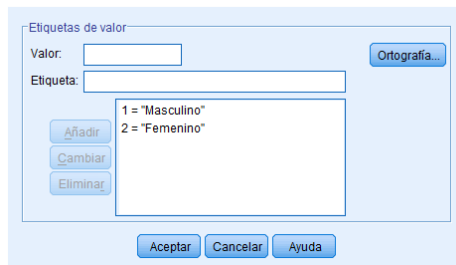 Etiquetas de valor
Valor:
Ortografía...
Etiqueta:
1 = "Masculino"
2 = "Femenino"
Añadir
Cambiar
Eliminar
Aceptar Cancelar Ayuda